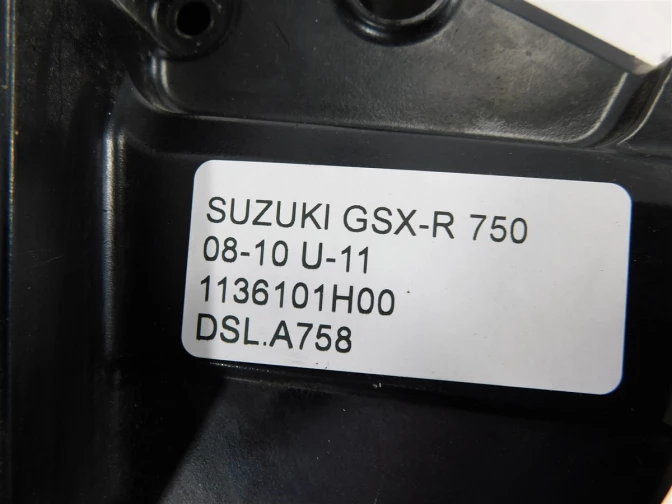 SUZUKI GSX-R 750
08-10 U-11
1136101H00
DSL.A758